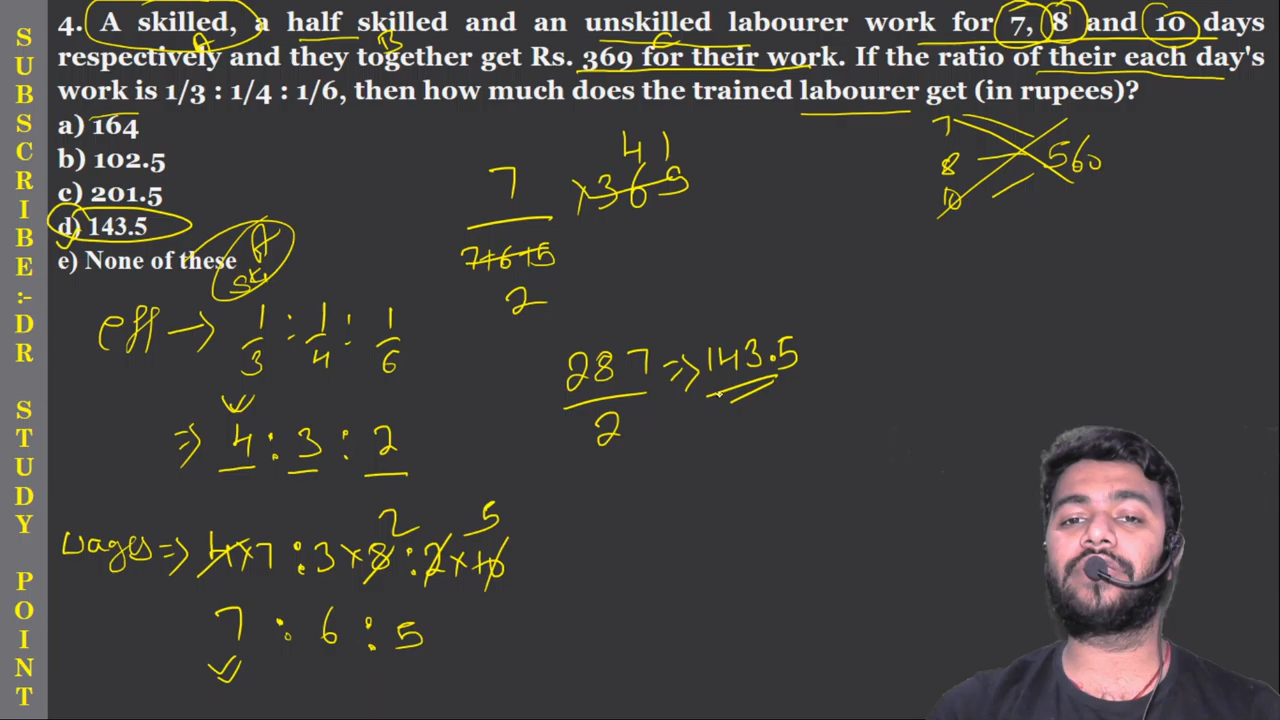 SUBSCRIBE:-DR STUDY POINT
4. A skilled, a half skilled and an unskilled labourer work for 7, 8 and 10 days
A B C
respectively and they together get Rs. 369 for their work. If the ratio of their each day's
work is 1/3 : 1/4 : 1/6, then how much does the trained labourer get (in rupees)?
a) 164
b) 102.5
c) 201.5
d) 143.5
e) None of these
A
7
8 560
10
41
7 × 369
7+6+5
2
eff → 1/3 : 1/4 : 1/6
⇒ 4 : 3 : 2
287/2 ⇒ 143.5
2 5
wages ⇒ 4×7 : 3×8 : 2×10
7 : 6 : 5